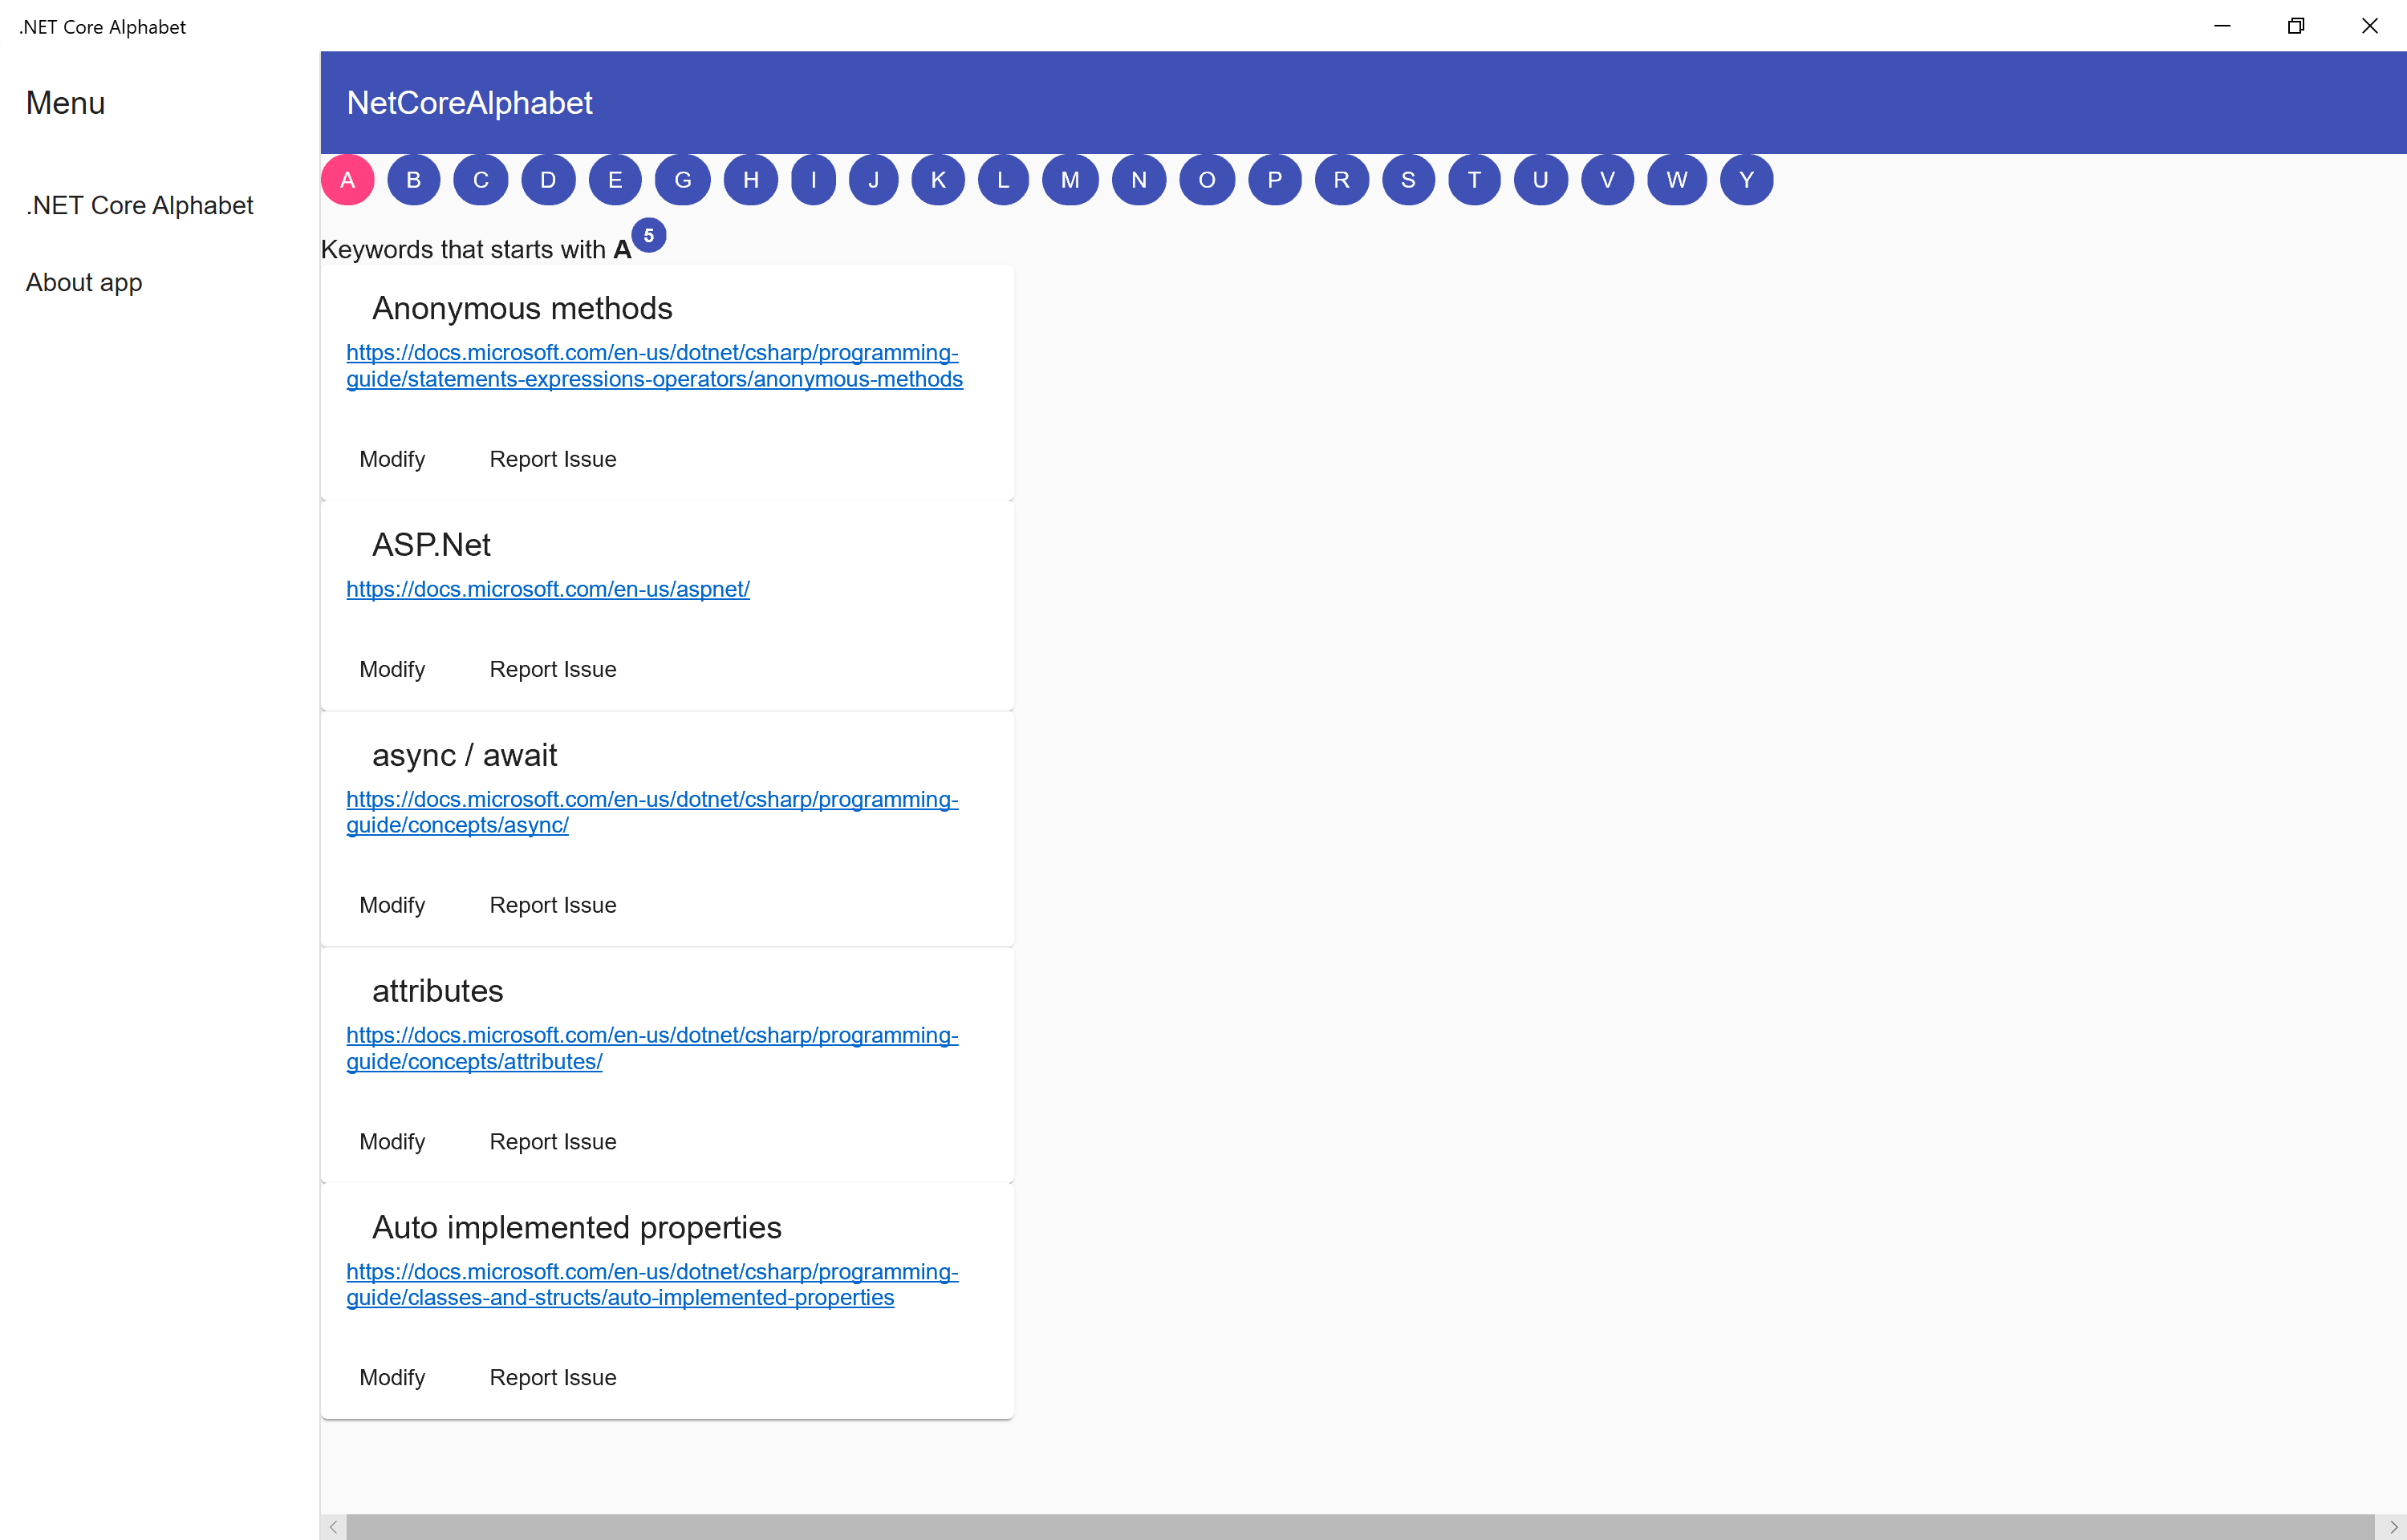 .NET Core Alphabet
Menu
.NET Core Alphabet
About app
NetCoreAlphabet
A B C D E G H I J K L M N O P R S T U V W Y
Keywords that starts with A 5
Anonymous methods
https://docs.microsoft.com/en-us/dotnet/csharp/programming-
guide/statements-expressions-operators/anonymous-methods
Modify Report Issue
ASP.Net
https://docs.microsoft.com/en-us/aspnet/
Modify Report Issue
async / await
https://docs.microsoft.com/en-us/dotnet/csharp/programming-
guide/concepts/async/
Modify Report Issue
attributes
https://docs.microsoft.com/en-us/dotnet/csharp/programming-
guide/concepts/attributes/
Modify Report Issue
Auto implemented properties
https://docs.microsoft.com/en-us/dotnet/csharp/programming-
guide/classes-and-structs/auto-implemented-properties
Modify Report Issue